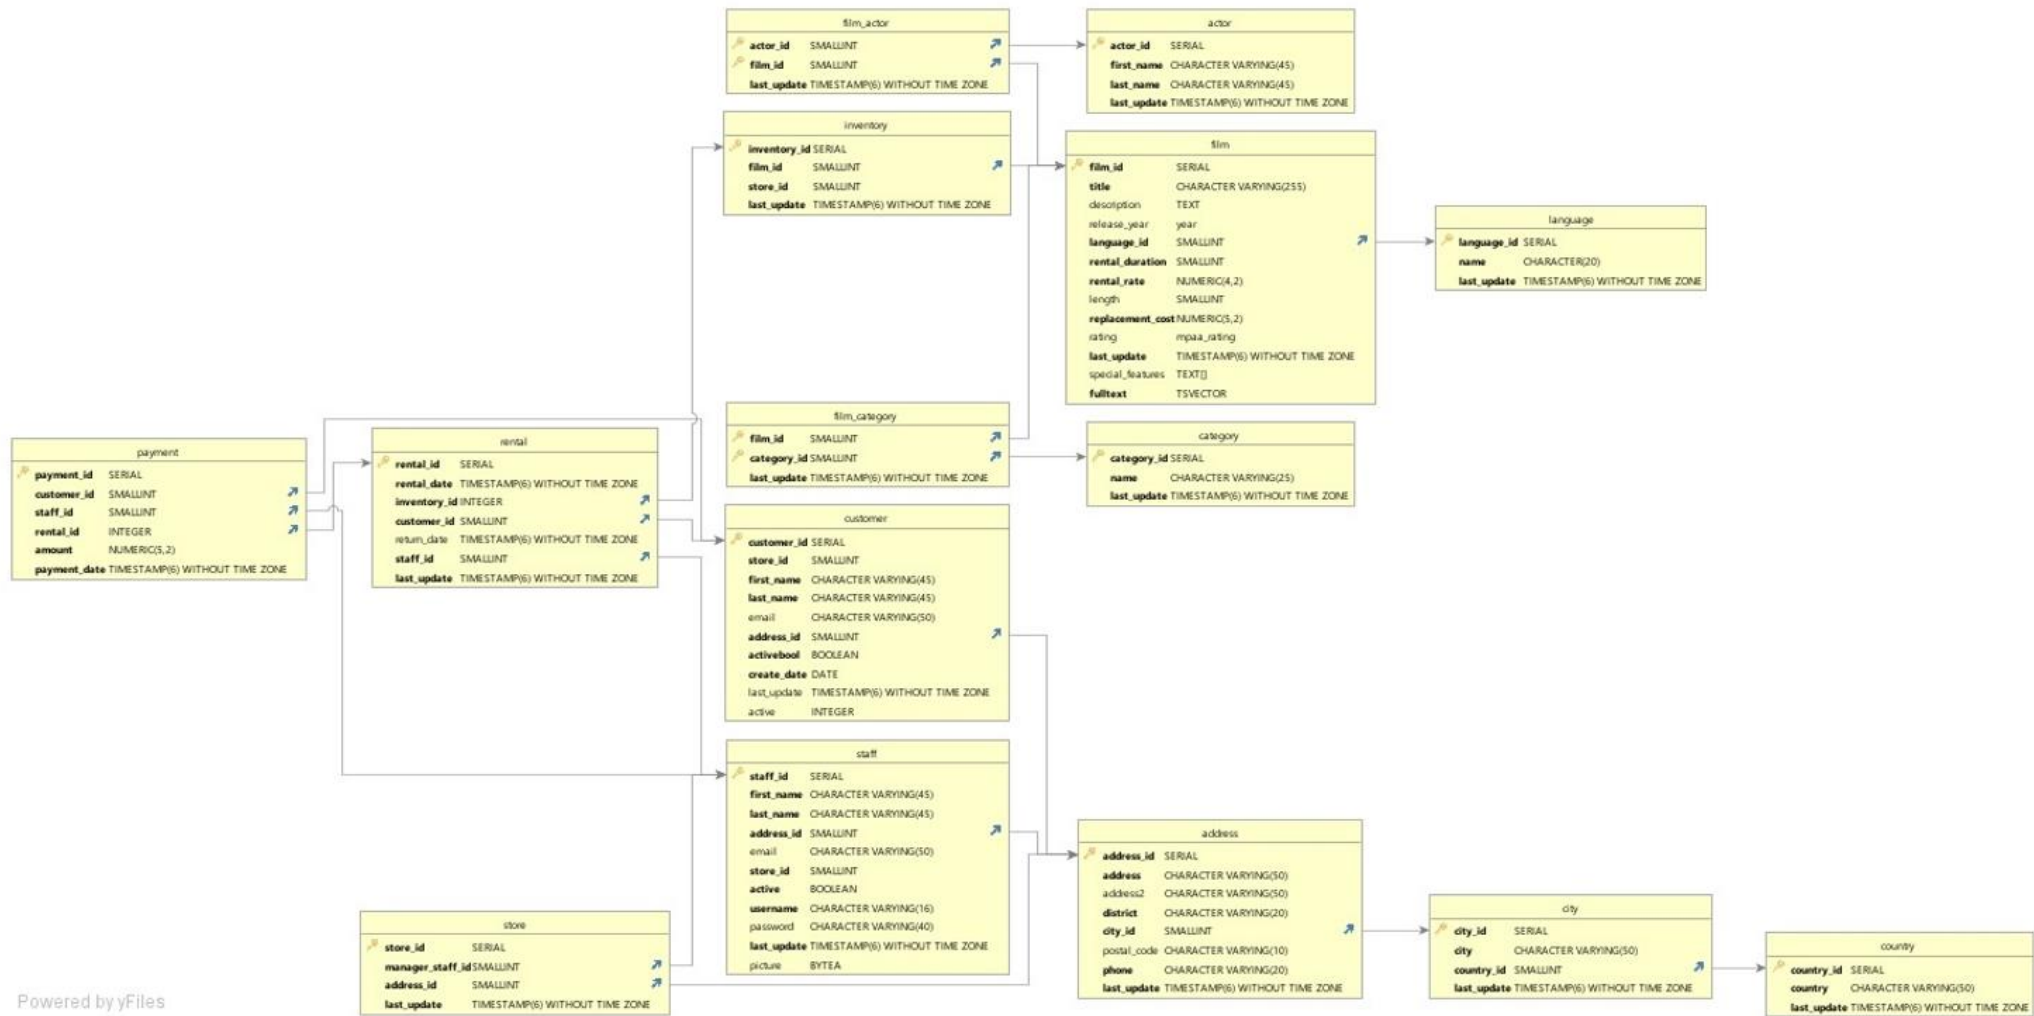 film_actor
actor_id SMALLINT
film_id SMALLINT
last_update TIMESTAMP(6) WITHOUT TIME ZONE
actor
actor_id SERIAL
first_name CHARACTER VARYING(45)
last_name CHARACTER VARYING(45)
last_update TIMESTAMP(6) WITHOUT TIME ZONE
inventory
inventory_id SERIAL
film_id SMALLINT
store_id SMALLINT
last_update TIMESTAMP(6) WITHOUT TIME ZONE
film
film_id SERIAL
title CHARACTER VARYING(255)
description TEXT
release_year year
language_id SMALLINT
rental_duration SMALLINT
rental_rate NUMERIC(4,2)
length SMALLINT
replacement_cost NUMERIC(5,2)
rating mpaa_rating
last_update TIMESTAMP(6) WITHOUT TIME ZONE
special_features TEXT[]
fulltext TSVECTOR
language
language_id SERIAL
name CHARACTER(20)
last_update TIMESTAMP(6) WITHOUT TIME ZONE
payment
payment_id SERIAL
customer_id SMALLINT
staff_id SMALLINT
rental_id INTEGER
amount NUMERIC(5,2)
payment_date TIMESTAMP(6) WITHOUT TIME ZONE
rental
rental_id SERIAL
rental_date TIMESTAMP(6) WITHOUT TIME ZONE
inventory_id INTEGER
customer_id SMALLINT
return_date TIMESTAMP(6) WITHOUT TIME ZONE
staff_id SMALLINT
last_update TIMESTAMP(6) WITHOUT TIME ZONE
film_category
film_id SMALLINT
category_id SMALLINT
last_update TIMESTAMP(6) WITHOUT TIME ZONE
category
category_id SERIAL
name CHARACTER VARYING(25)
last_update TIMESTAMP(6) WITHOUT TIME ZONE
customer
customer_id SERIAL
store_id SMALLINT
first_name CHARACTER VARYING(45)
last_name CHARACTER VARYING(45)
email CHARACTER VARYING(50)
address_id SMALLINT
activebool BOOLEAN
create_date DATE
last_update TIMESTAMP(6) WITHOUT TIME ZONE
active INTEGER
staff
staff_id SERIAL
first_name CHARACTER VARYING(45)
last_name CHARACTER VARYING(45)
address_id SMALLINT
email CHARACTER VARYING(50)
store_id SMALLINT
active BOOLEAN
username CHARACTER VARYING(16)
password CHARACTER VARYING(40)
last_update TIMESTAMP(6) WITHOUT TIME ZONE
picture BYTEA
store
store_id SERIAL
manager_staff_id SMALLINT
address_id SMALLINT
last_update TIMESTAMP(6) WITHOUT TIME ZONE
address
address_id SERIAL
address CHARACTER VARYING(50)
address2 CHARACTER VARYING(50)
district CHARACTER VARYING(20)
city_id SMALLINT
postal_code CHARACTER VARYING(10)
phone CHARACTER VARYING(20)
last_update TIMESTAMP(6) WITHOUT TIME ZONE
city
city_id SERIAL
city CHARACTER VARYING(50)
country_id SMALLINT
last_update TIMESTAMP(6) WITHOUT TIME ZONE
country
country_id SERIAL
country CHARACTER VARYING(50)
last_update TIMESTAMP(6) WITHOUT TIME ZONE
Powered by yFiles